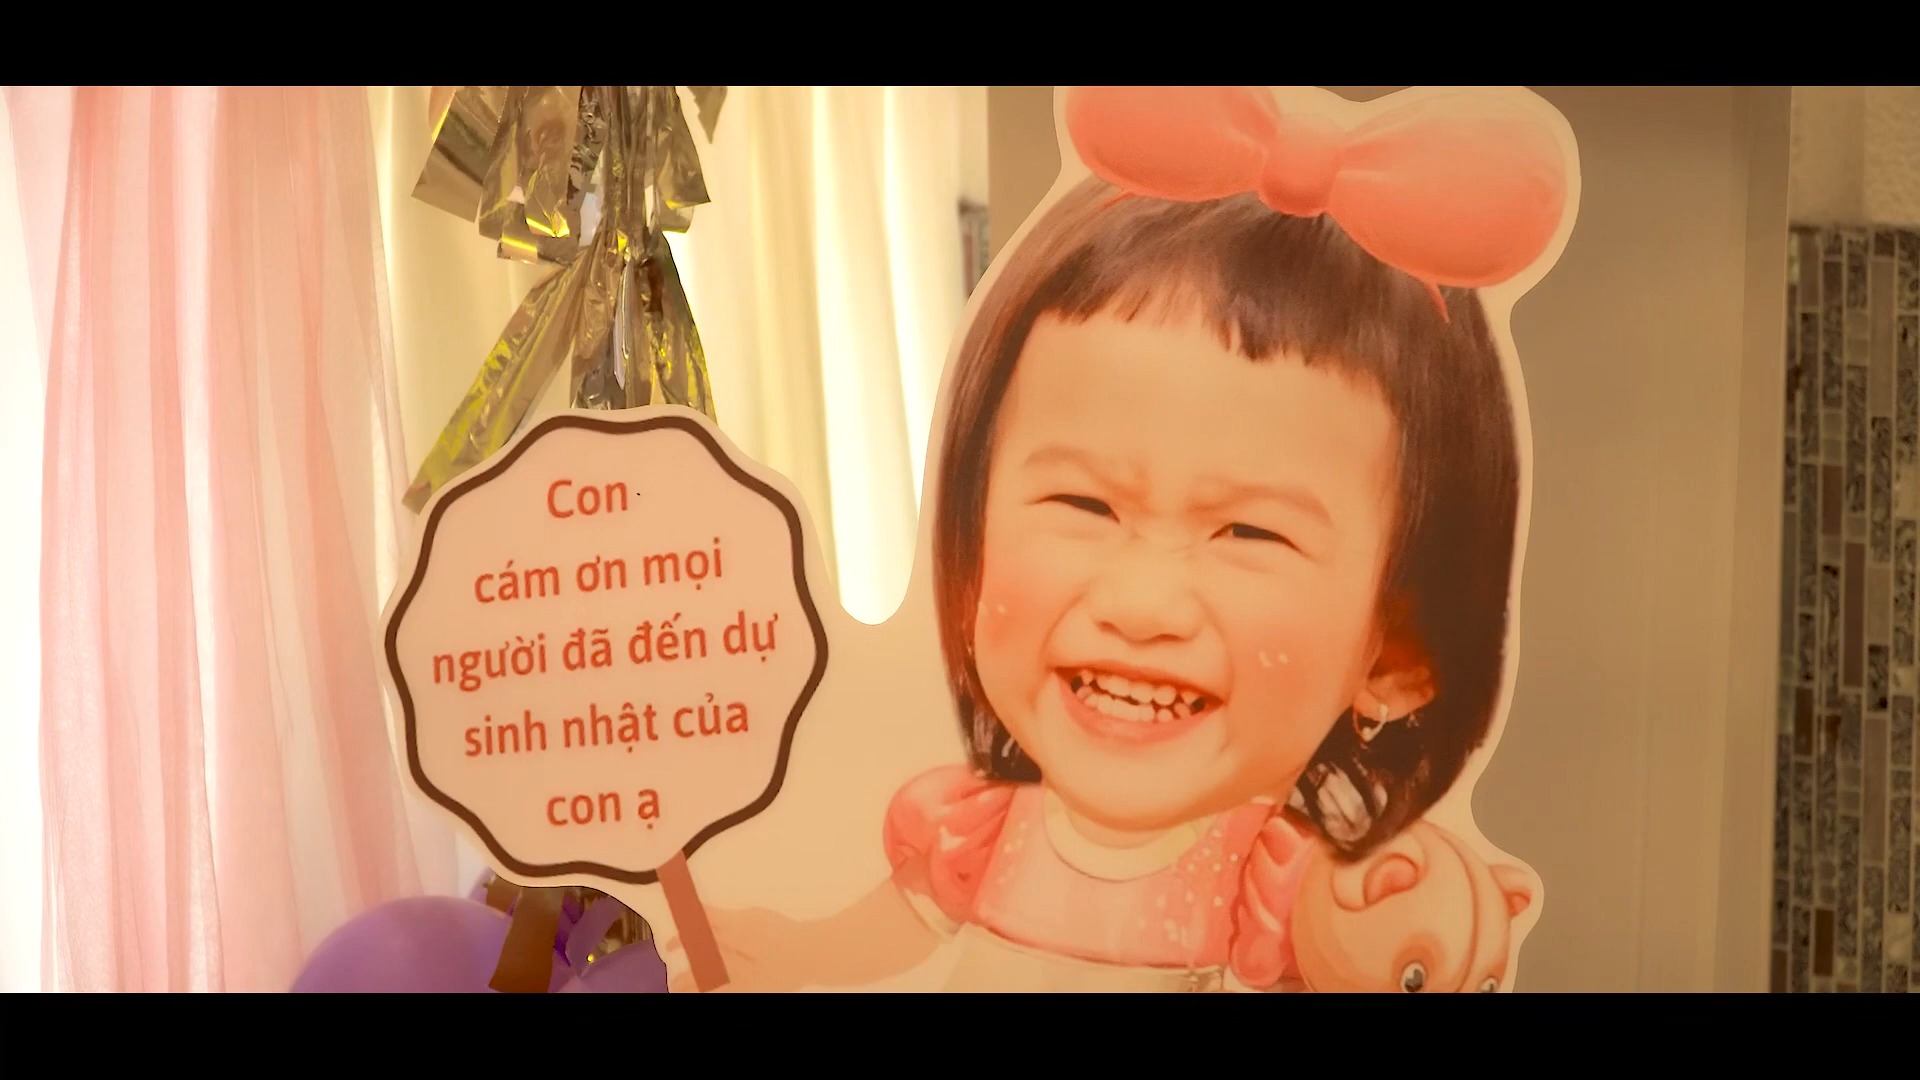 Con
cám ơn mọi
người đã đến dự
sinh nhật của
con ạ